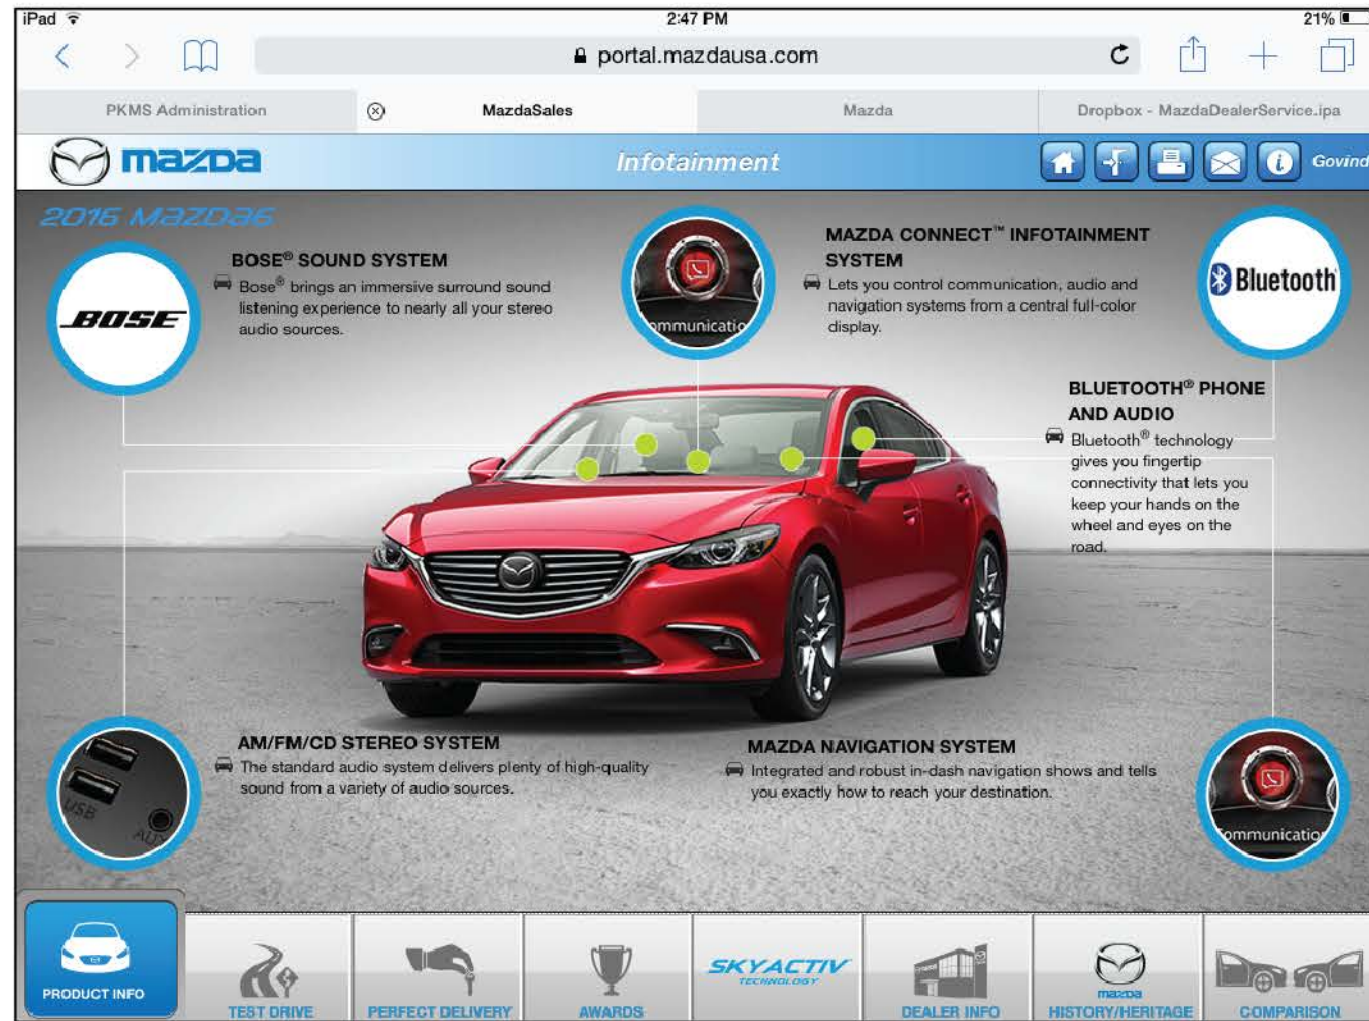 iPad 2:47 PM 21%
portal.mazdausa.com
PKMS Administration MazdaSales Mazda Dropbox - MazdaDealerService.ipa
mazda Infotainment Govind
2016 Mazda6
BOSE
BOSE® SOUND SYSTEM
Bose® brings an immersive surround sound
listening experience to nearly all your stereo
audio sources.
ommunicatio
MAZDA CONNECT™ INFOTAINMENT
SYSTEM
Lets you control communication, audio and
navigation systems from a central full-color
display.
Bluetooth
BLUETOOTH® PHONE
AND AUDIO
Bluetooth® technology
gives you fingertip
connectivity that lets you
keep your hands on the
wheel and eyes on the
road.
USB
AUX
AM/FM/CD STEREO SYSTEM
The standard audio system delivers plenty of high-quality
sound from a variety of audio sources.
MAZDA NAVIGATION SYSTEM
Integrated and robust in-dash navigation shows and tells
you exactly how to reach your destination.
ommunicatio
PRODUCT INFO
TEST DRIVE
PERFECT DELIVERY
AWARDS
SKYACTIV
TECHNOLOGY
DEALER INFO
mazda
HISTORY/HERITAGE
COMPARISON